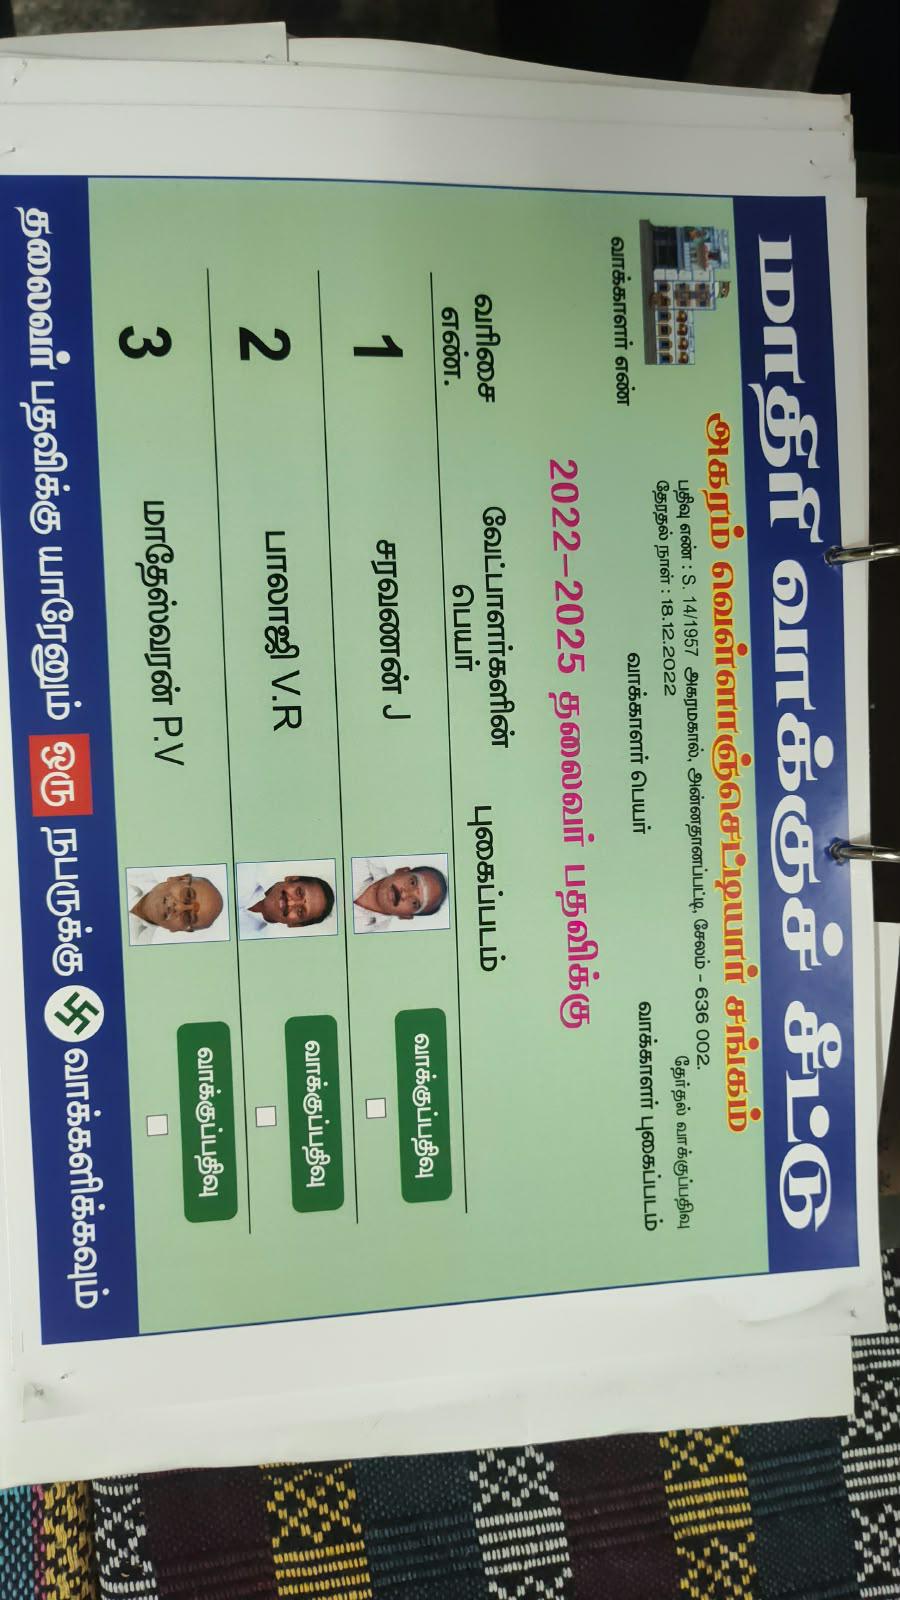 மாதிரி வாக்குச் சீட்டு
அகரம் வெள்ளாஞ்செட்டியார் சங்கம்
பதிவு எண் : S. 14/1957 அகரமகால், அன்னதானப்பட்டி, சேலம் - 636 002.
தேரதல் நாள் : 18.12.2022
தேர்தல் வாக்குப்பதிவு
வாக்காளர் எண்
வாக்காளர் பெயர்
வாக்காளர் புகைப்படம்
2022-2025 தலைவர் பதவிக்கு
வரிசை எண்.
வேட்பாளர்களின் பெயர்
புகைப்படம்
1 சரவணன் J வாக்குப்பதிவு
2 பாலாஜி V.R வாக்குப்பதிவு
3 மாதேஸ்வரன் P.V வாக்குப்பதிவு
தலைவர் பதவிக்கு யாரேனும் ஒரு நபருக்கு 卐 வாக்களிக்கவும்